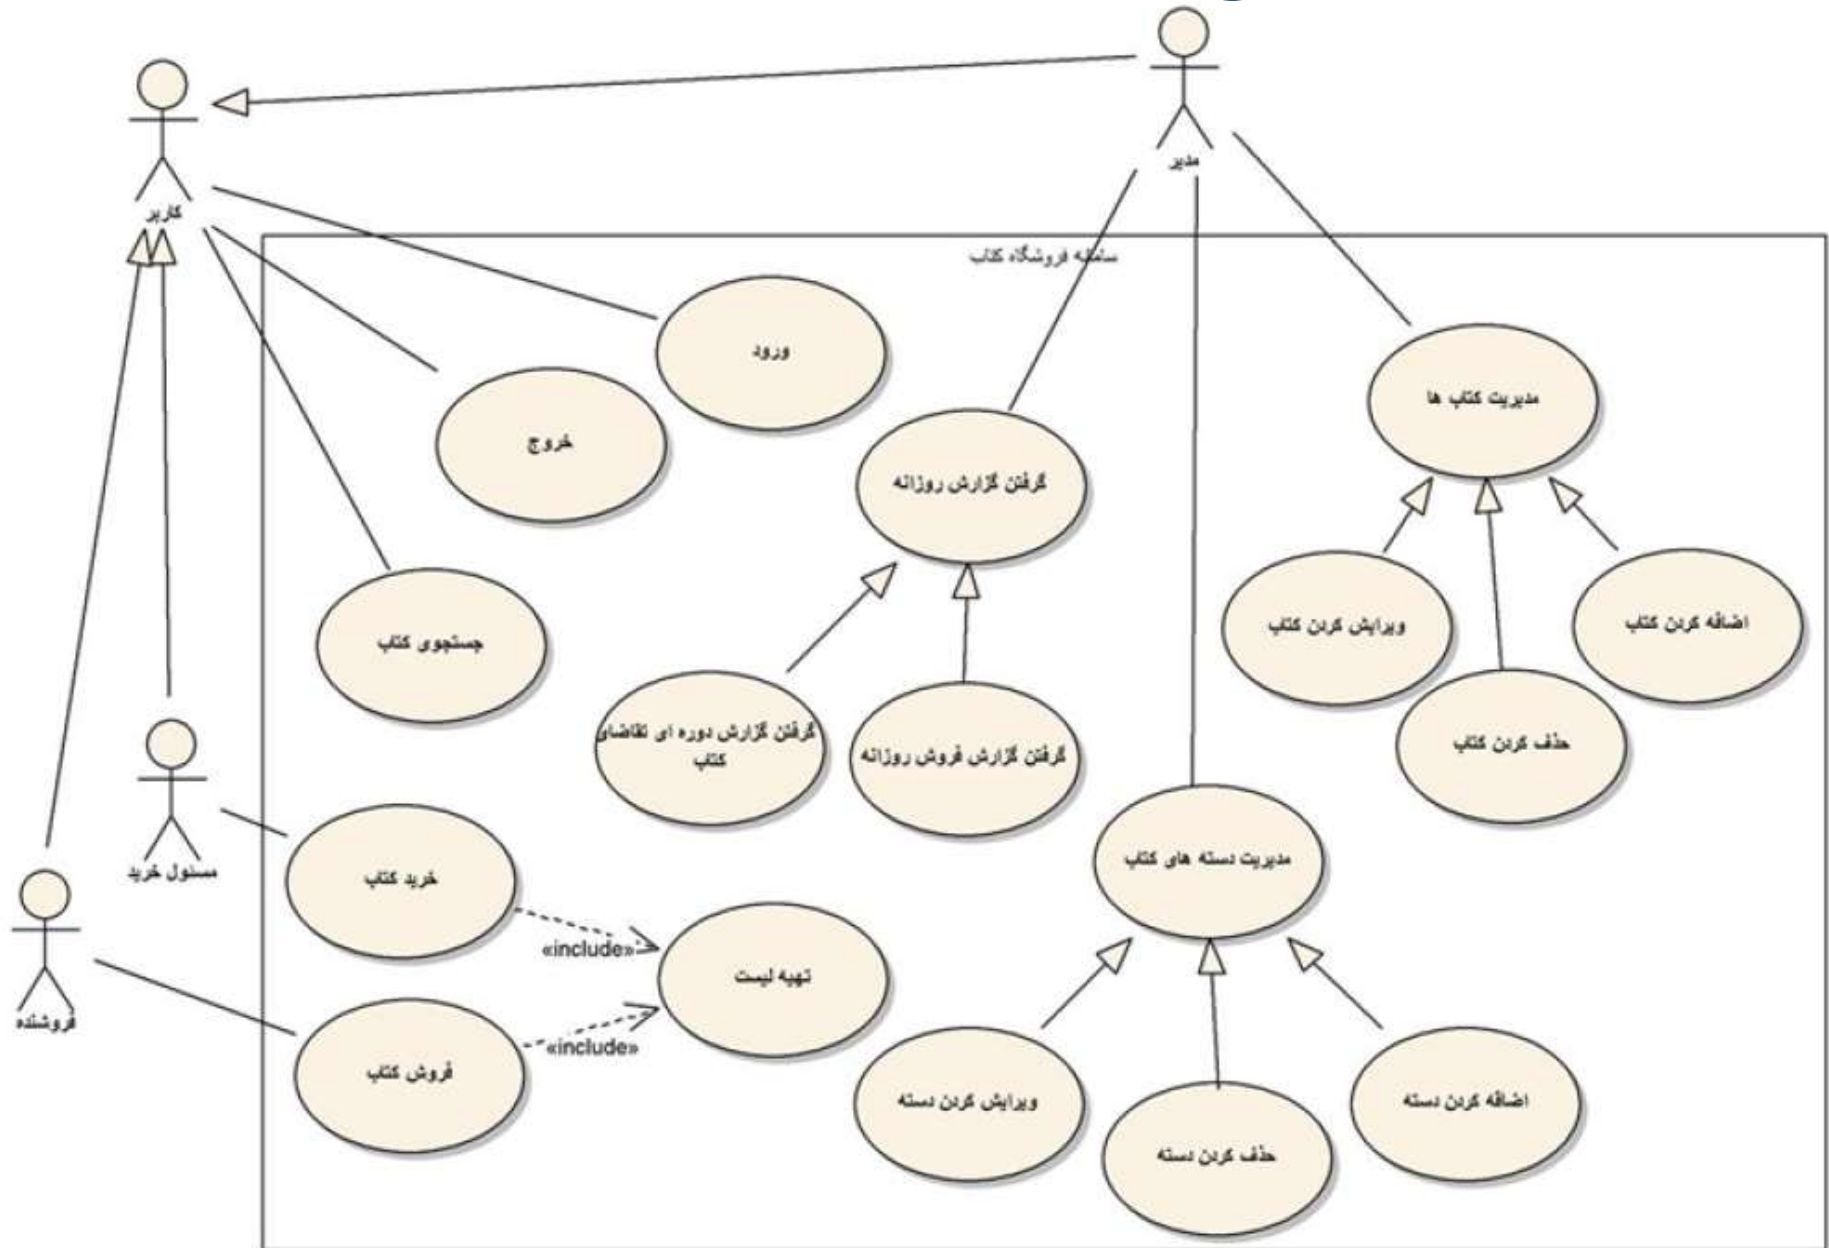 مدیر
کاربر
سامانه فروشگاه کتاب
ورود
مدیریت کتاب ها
خروج
گرفتن گزارش روزانه
اضافه کردن کتاب
ویرایش کردن کتاب
جستجوی کتاب
حذف کردن کتاب
گرفتن گزارش دوره ای تقاضای
کتاب
گرفتن گزارش فروش روزانه
مدیریت دسته های کتاب
مسئول خرید
خرید کتاب
«include»
تهیه لیست
فروشنده
«include»
فروش کتاب
اضافه کردن دسته
ویرایش کردن دسته
حذف کردن دسته